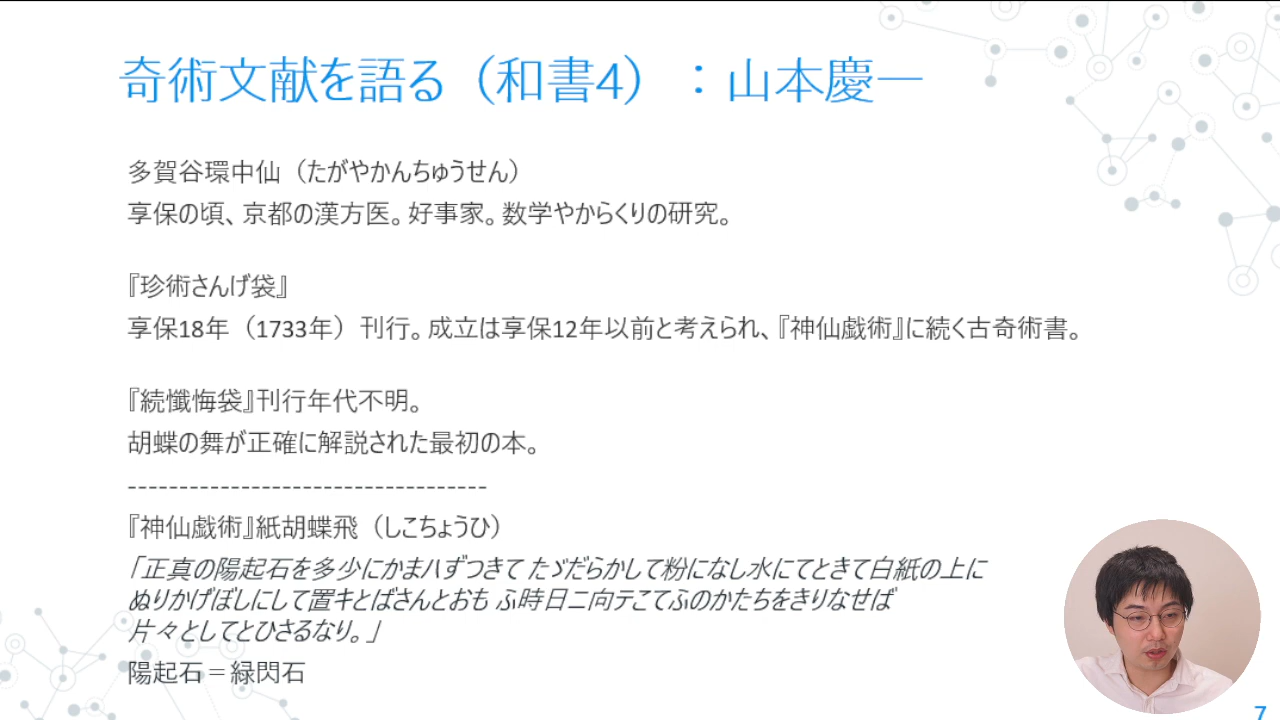 奇術文献を語る（和書4）：山本慶一
多賀谷環中仙（たがやかんちゅうせん）
享保の頃、京都の漢方医。好事家。数学やからくりの研究。
『珍術さんげ袋』
享保18年（1733年）刊行。成立は享保12年以前と考えられ、『神仙戯術』に続く古奇術書。
『続懺悔袋』刊行年代不明。
胡蝶の舞が正確に解説された最初の本。
-----------------------------------
『神仙戯術』紙胡蝶飛（しこちょうひ）
「正真の陽起石を多少にかまハずつきて たゞだらかして粉になし水にてときて白紙の上に
ぬりかげぼしにして置キとばさんとおも ふ時日ニ向テこてふのかたちをきりなせば
片々としてとひさるなり。」
陽起石＝緑閃石
7